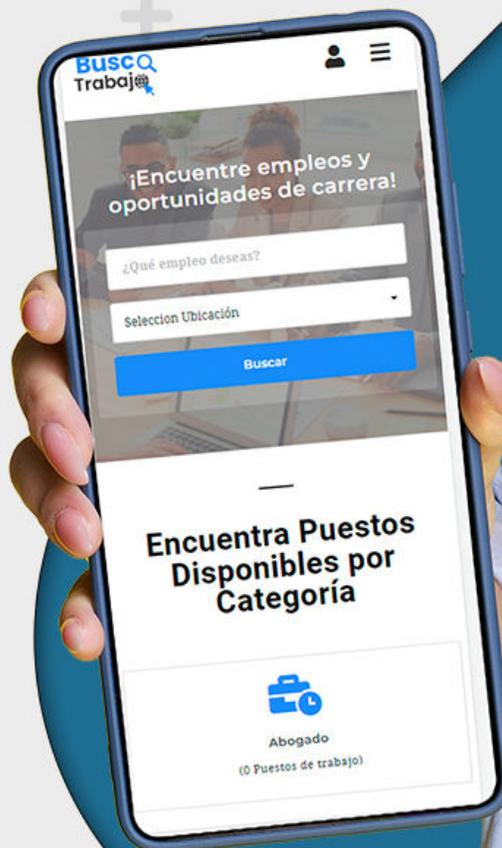 Busco
Trabajo
¡Encuentre empleos y
oportunidades de carrera!
¿Qué empleo deseas?
Seleccion Ubicación
Buscar
Encuentra Puestos
Disponibles por
Categoría
Abogado
(0 Puestos de trabajo)